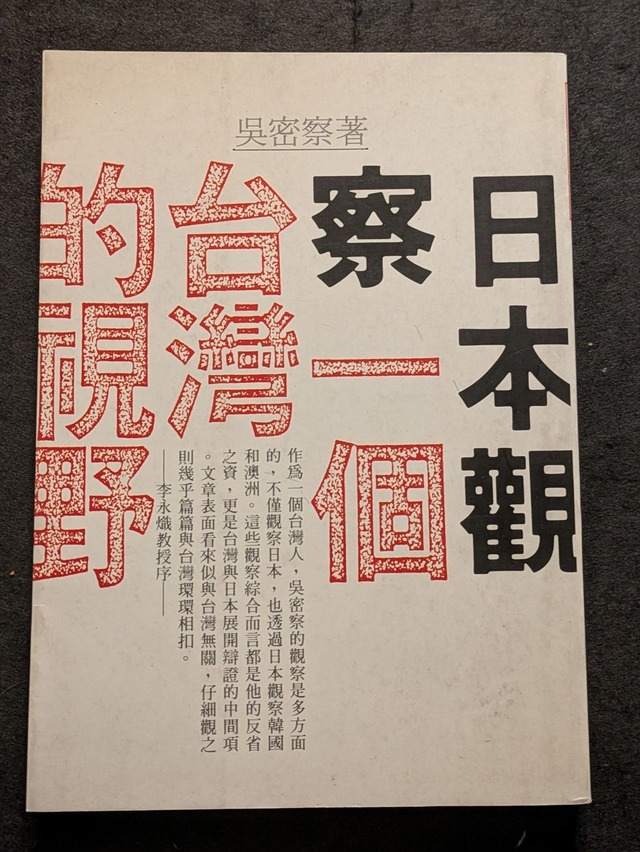 吳密察著
日本觀
察一個
台灣
的視野
作爲一個台灣人，吳密察的觀察是多方面
的，不僅觀察日本，也透過日本觀察韓國
和澳洲。這些觀察綜合而言都是他的反省
之資，更是台灣與日本展開辯證的中間項
。文章表面看來似與台灣無關，仔細觀之
則幾乎篇篇與台灣環環相扣。
——李永熾教授序——